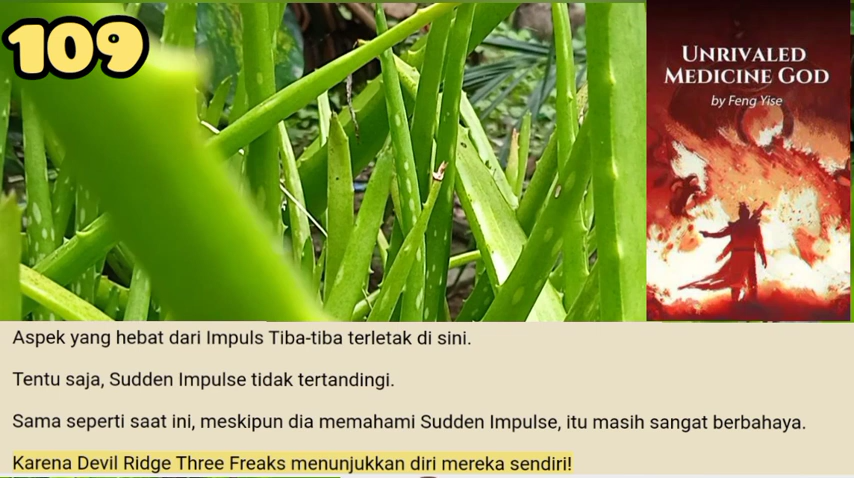 109
UNRIVALED
MEDICINE GOD
by Feng Yise
Aspek yang hebat dari Impuls Tiba-tiba terletak di sini.
Tentu saja, Sudden Impulse tidak tertandingi.
Sama seperti saat ini, meskipun dia memahami Sudden Impulse, itu masih sangat berbahaya.
Karena Devil Ridge Three Freaks menunjukkan diri mereka sendiri!